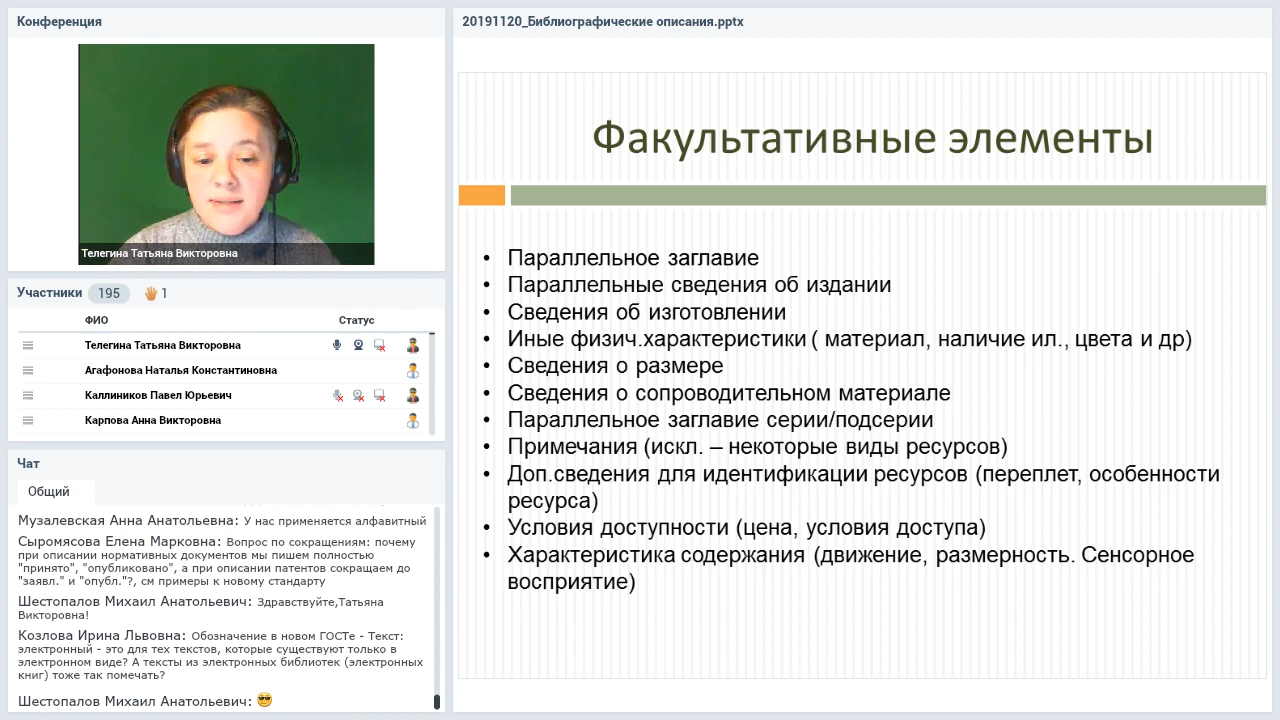 Конференция
Телегина Татьяна Викторовна
Участники 195 1
ФИО Статус
Телегина Татьяна Викторовна
Агафонова Наталья Константиновна
Каллиников Павел Юрьевич
Карпова Анна Викторовна
Чат
Общий
Музалевская Анна Анатольевна: У нас применяется алфавитный
Сыромясова Елена Марковна: Вопрос по сокращениям: почему
при описании нормативных документов мы пишем полностью
"принято", "опубликовано", а при описании патентов сокращаем до
"заявл." и "опубл."?, см примеры к новому стандарту
Шестопалов Михаил Анатольевич: Здравствуйте,Татьяна
Викторовна!
Козлова Ирина Львовна: Обозначение в новом ГОСТе - Текст:
электронный - это для тех текстов, которые существуют только в
электронном виде? А тексты из электронных библиотек (электронных
книг) тоже так помечать?
Шестопалов Михаил Анатольевич:
20191120_Библиографические описания.pptx
Факультативные элементы
• Параллельное заглавие
• Параллельные сведения об издании
• Сведения об изготовлении
• Иные физич.характеристики ( материал, наличие ил., цвета и др)
• Сведения о размере
• Сведения о сопроводительном материале
• Параллельное заглавие серии/подсерии
• Примечания (искл. – некоторые виды ресурсов)
• Доп.сведения для идентификации ресурсов (переплет, особенности
ресурса)
• Условия доступности (цена, условия доступа)
• Характеристика содержания (движение, размерность. Сенсорное
восприятие)